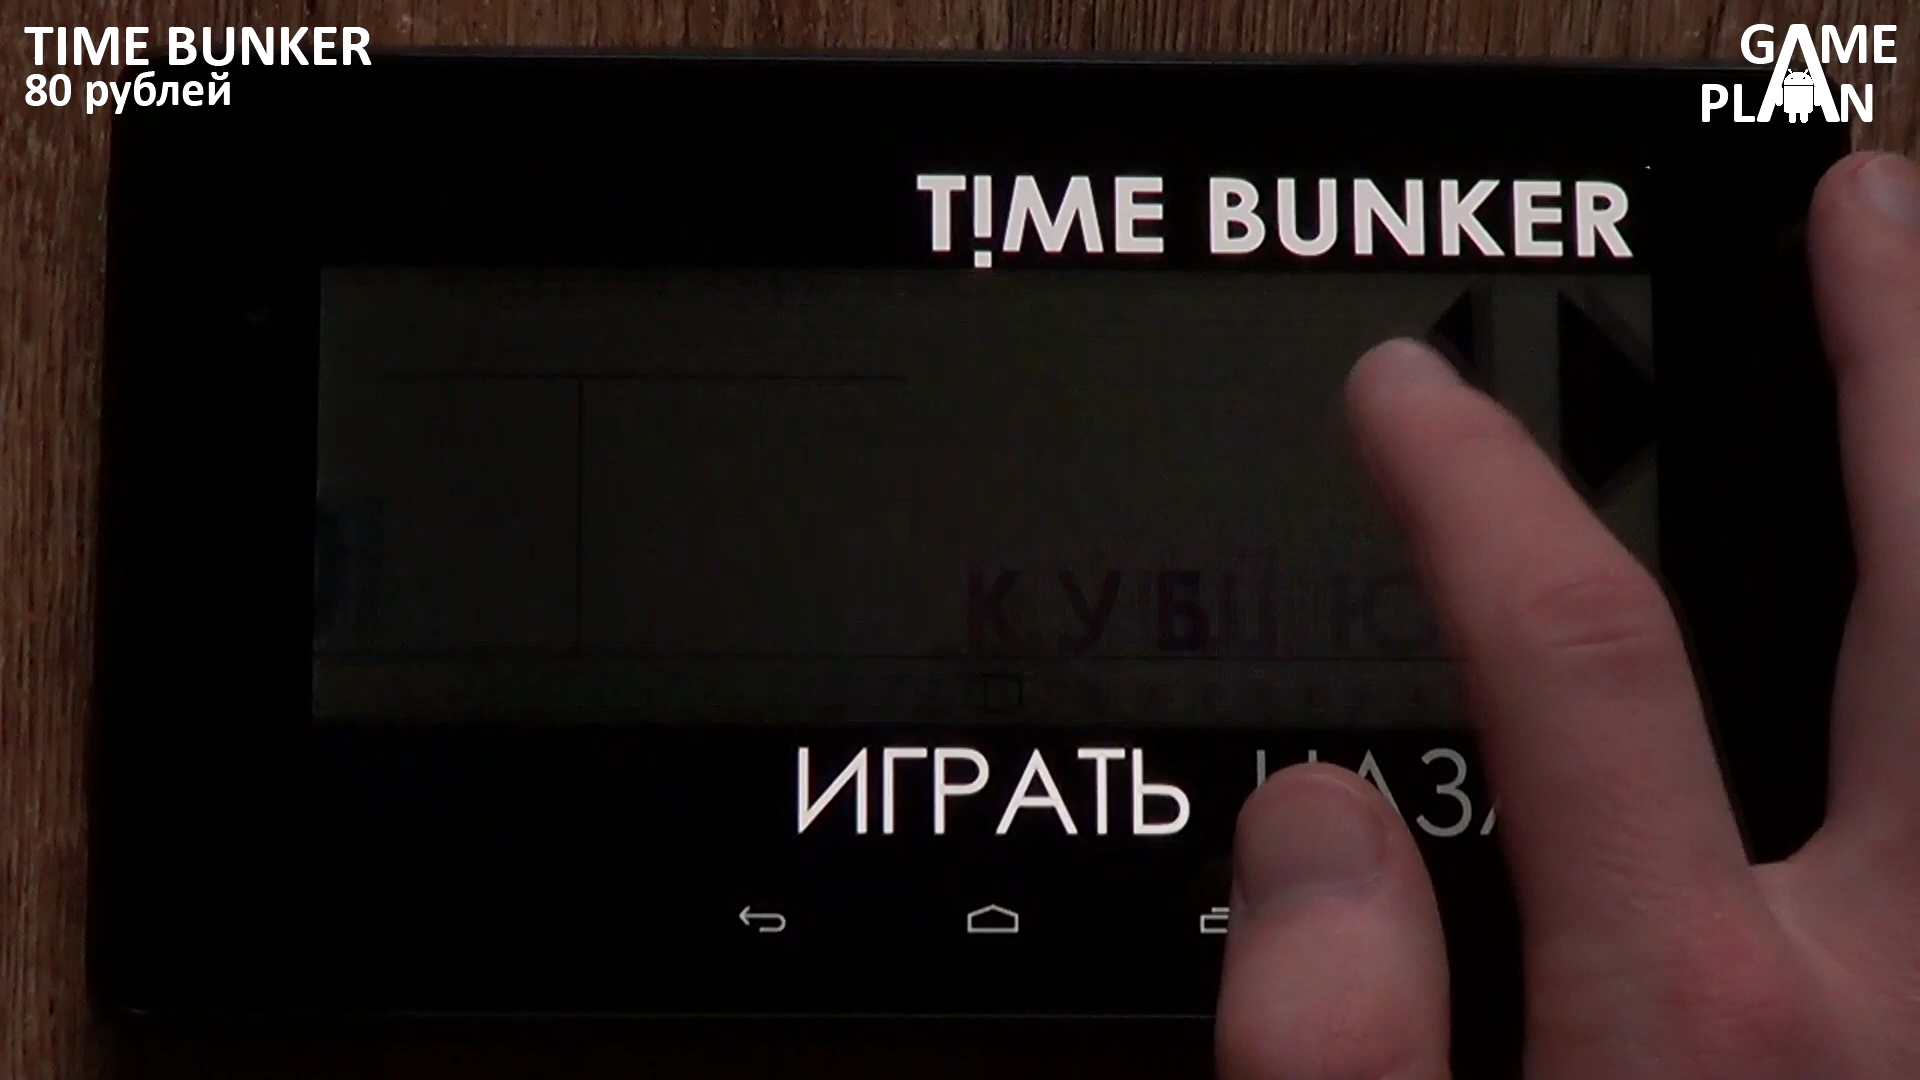 TIME BUNKER
80 рублей
GAME
PLAN
T!ME BUNKER
ИГРАТЬ